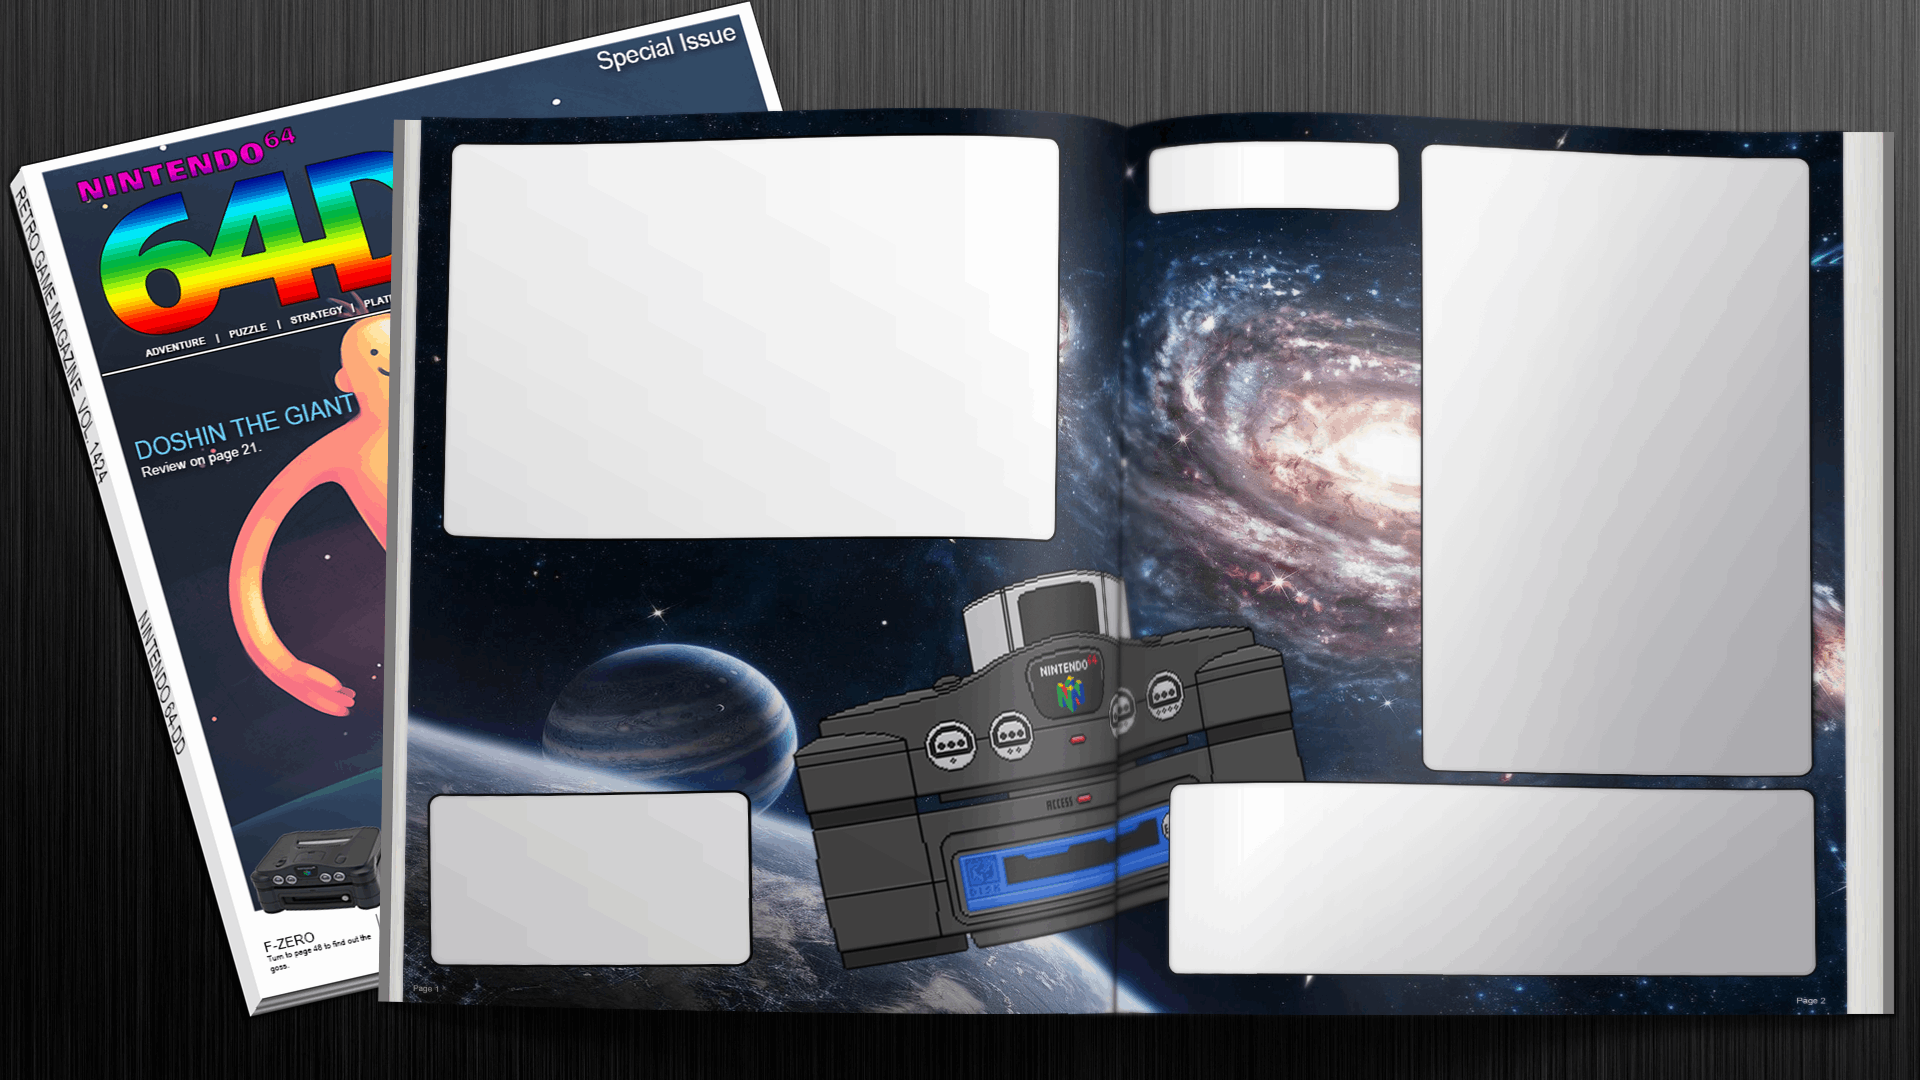 Special Issue
NINTENDO64
64D
ADVENTURE | PUZZLE | STRATEGY |
DOSHIN THE GIANT
Review on page 21.
RETRO GAME MAGAZINE VOL. 1424
NINTENDO 64 DD
F-ZERO
Turn to page 48 to find out the
goss.
NINTENDO64
ACCESS
DISK
Page 1
Page 2